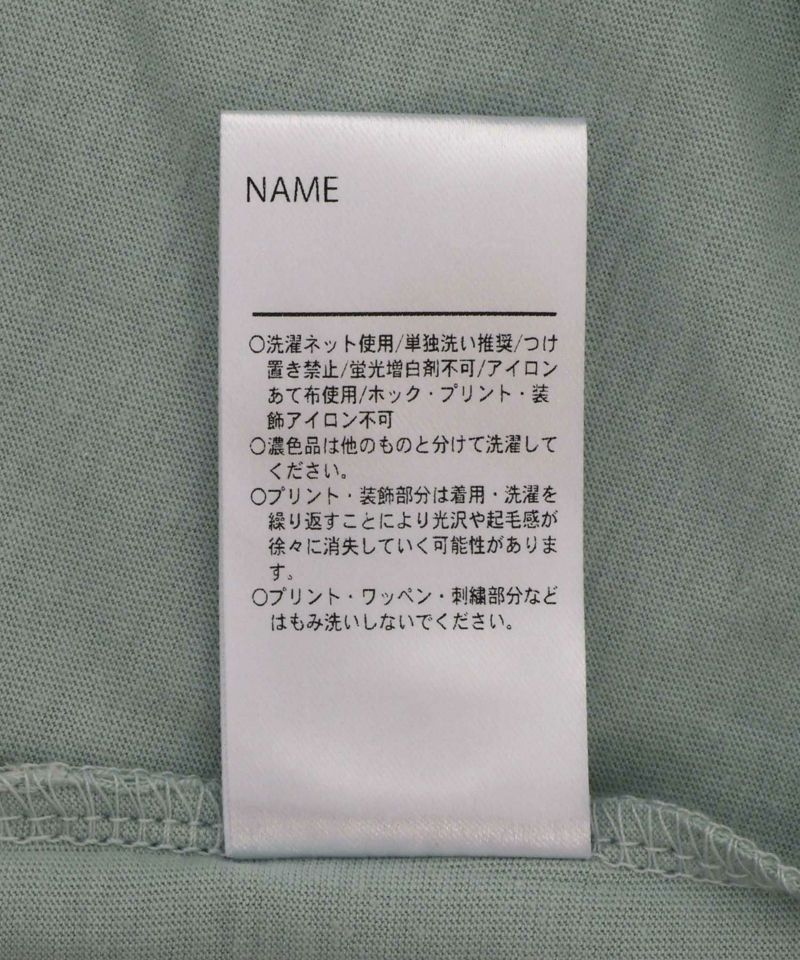 NAME
○洗濯ネット使用/単独洗い推奨/つけ
置き禁止/蛍光増白剤不可/アイロン
あて布使用/ホック・プリント・装
飾アイロン不可
○濃色品は他のものと分けて洗濯して
ください。
○プリント・装飾部分は着用・洗濯を
繰り返すことにより光沢や起毛感が
徐々に消失していく可能性がありま
す。
○プリント・ワッペン・刺繍部分など
はもみ洗いしないでください。